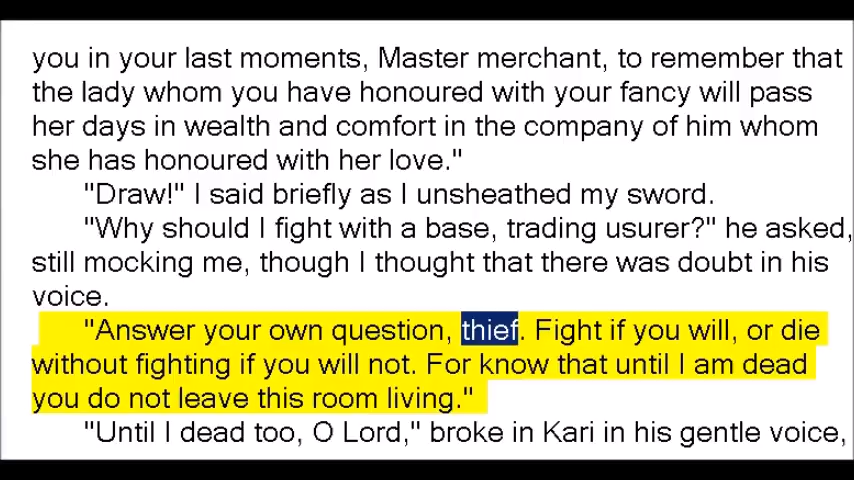 you in your last moments, Master merchant, to remember that
the lady whom you have honoured with your fancy will pass
her days in wealth and comfort in the company of him whom
she has honoured with her love."
"Draw!" I said briefly as I unsheathed my sword.
"Why should I fight with a base, trading usurer?" he asked,
still mocking me, though I thought that there was doubt in his
voice.
"Answer your own question, thief. Fight if you will, or die
without fighting if you will not. For know that until I am dead
you do not leave this room living."
"Until I dead too, O Lord," broke in Kari in his gentle voice,